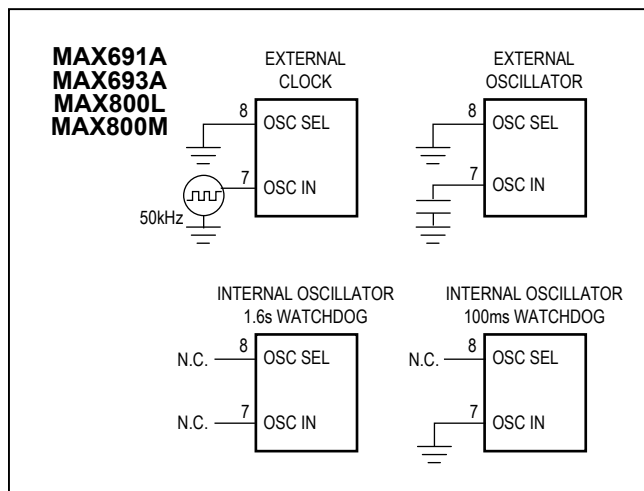 MAX691A
MAX693A
MAX800L
MAX800M
EXTERNAL
CLOCK
8
OSC SEL
7
OSC IN
50kHz
EXTERNAL
OSCILLATOR
8
OSC SEL
7
OSC IN
INTERNAL OSCILLATOR
1.6s WATCHDOG
N.C.
8
OSC SEL
N.C.
7
OSC IN
INTERNAL OSCILLATOR
100ms WATCHDOG
N.C.
8
OSC SEL
7
OSC IN